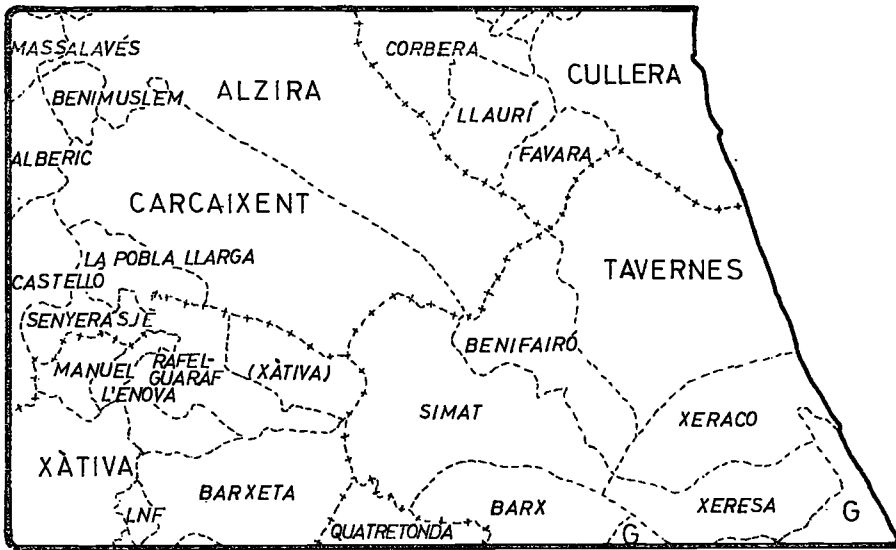 MASSALAVÉS
CORBERA
CULLERA
BENIMUSLEM
ALZIRA
LLAURÍ
ALBERIC
FAVARA
CARCAIXENT
LA POBLA LLARGA
TAVERNES
CASTELLÓ
SENYERA
SJE
BENIFAIRÓ
MANUEL
RAFEL-
GUARAF
(XÀTIVA)
L'ENOVA
SIMAT
XERACO
XÀTIVA
BARXETA
BARX
XERESA
G
LNF
QUATRETONDA
G